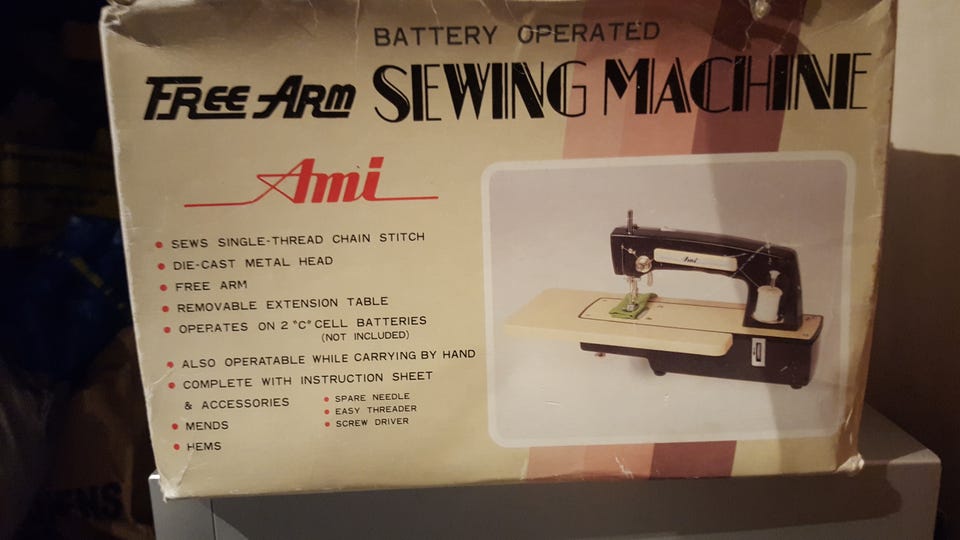 BATTERY OPERATED
FREE ARM SEWING MACHINE
Ami
SEWS SINGLE-THREAD CHAIN STITCH
DIE-CAST METAL HEAD
FREE ARM
REMOVABLE EXTENSION TABLE
OPERATES ON 2 "C" CELL BATTERIES
(NOT INCLUDED)
ALSO OPERATABLE WHILE CARRYING BY HAND
COMPLETE WITH INSTRUCTION SHEET
& ACCESSORIES
SPARE NEEDLE
EASY THREADER
SCREW DRIVER
MENDS
HEMS
Ami